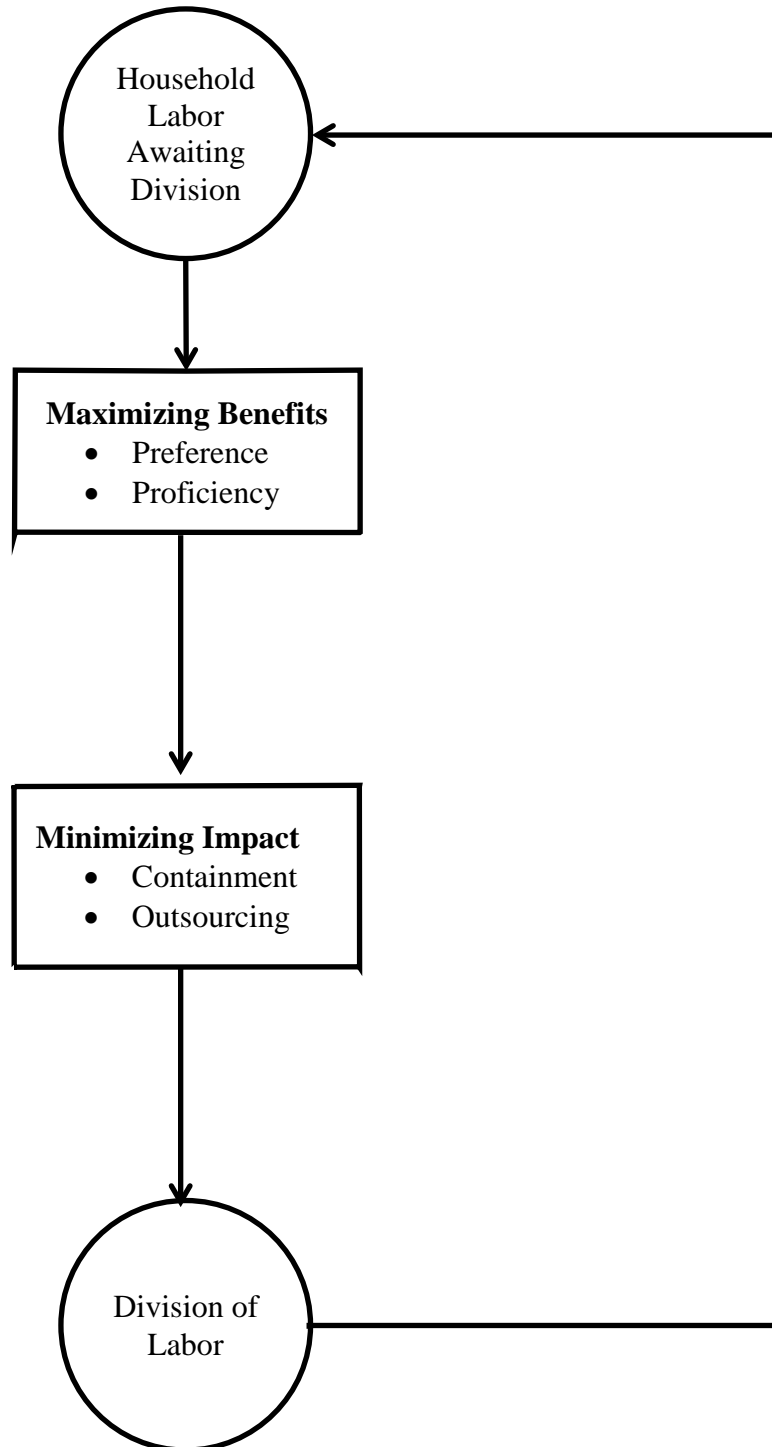 Household
Labor
Awaiting
Division
Maximizing Benefits
• Preference
• Proficiency
Minimizing Impact
• Containment
• Outsourcing
Division of
Labor